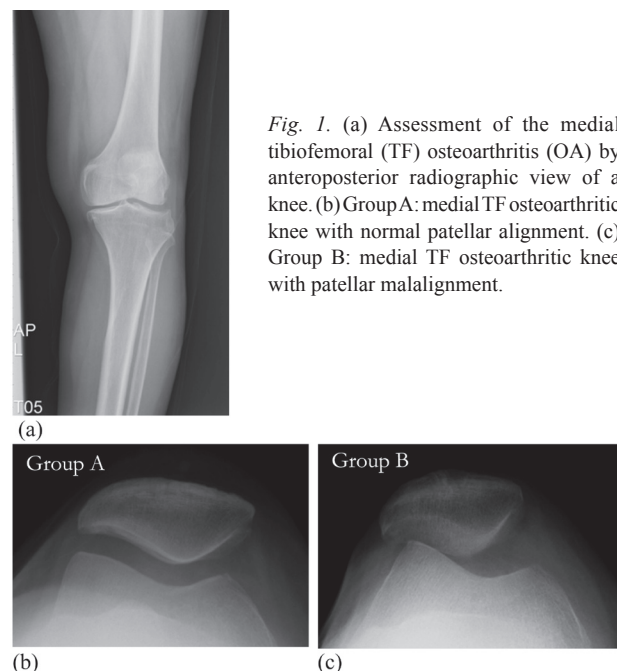 Fig. 1. (a) Assessment of the medial
tibiofemoral (TF) osteoarthritis (OA) by
anteroposterior radiographic view of a
knee. (b) Group A: medial TF osteoarthritic
knee with normal patellar alignment. (c)
Group B: medial TF osteoarthritic knee
with patellar malalignment.
AP
L
T05
(a)
Group A
Group B
(b)
(c)